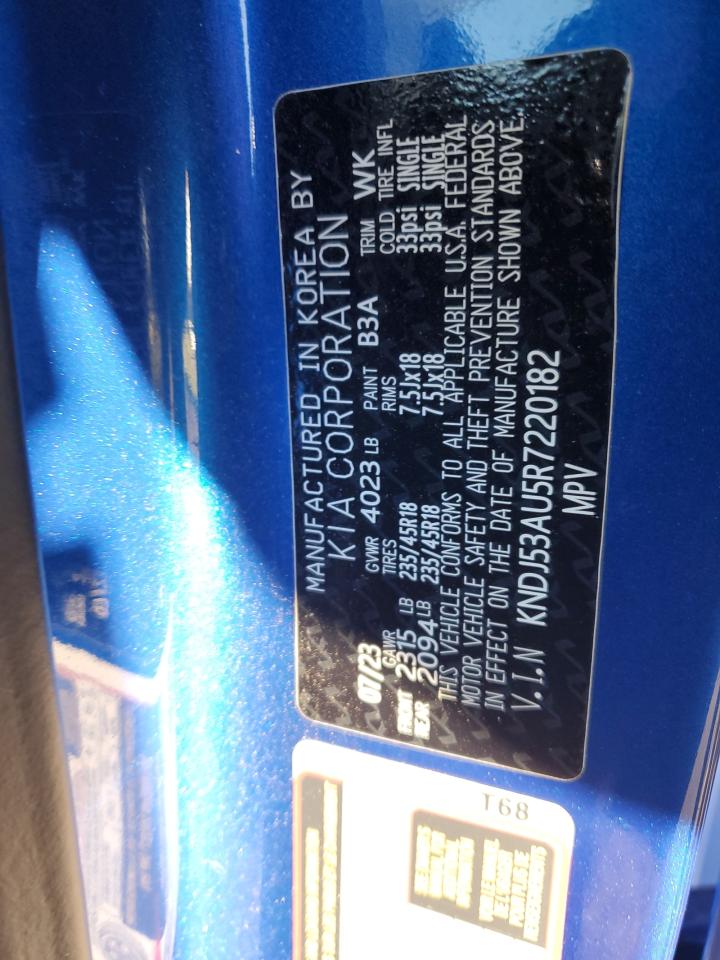 MANUFACTURED IN KOREA BY
KIA CORPORATION
07/23 GVWR 4023 LB PAINT B3A TRIM WK
GAWR TIRES RIMS COLD TIRE INFL
FRONT 2315 LB 235/45R18 7.5Jx18 33psi SINGLE
REAR 2094 LB 235/45R18 7.5Jx18 33psi SINGLE
THIS VEHICLE CONFORMS TO ALL APPLICABLE U.S.A. FEDERAL
MOTOR VEHICLE SAFETY AND THEFT PREVENTION STANDARDS
IN EFFECT ON THE DATE OF MANUFACTURE SHOWN ABOVE.
V.I.N KNDJ53AU5R7220182
MPV
T68